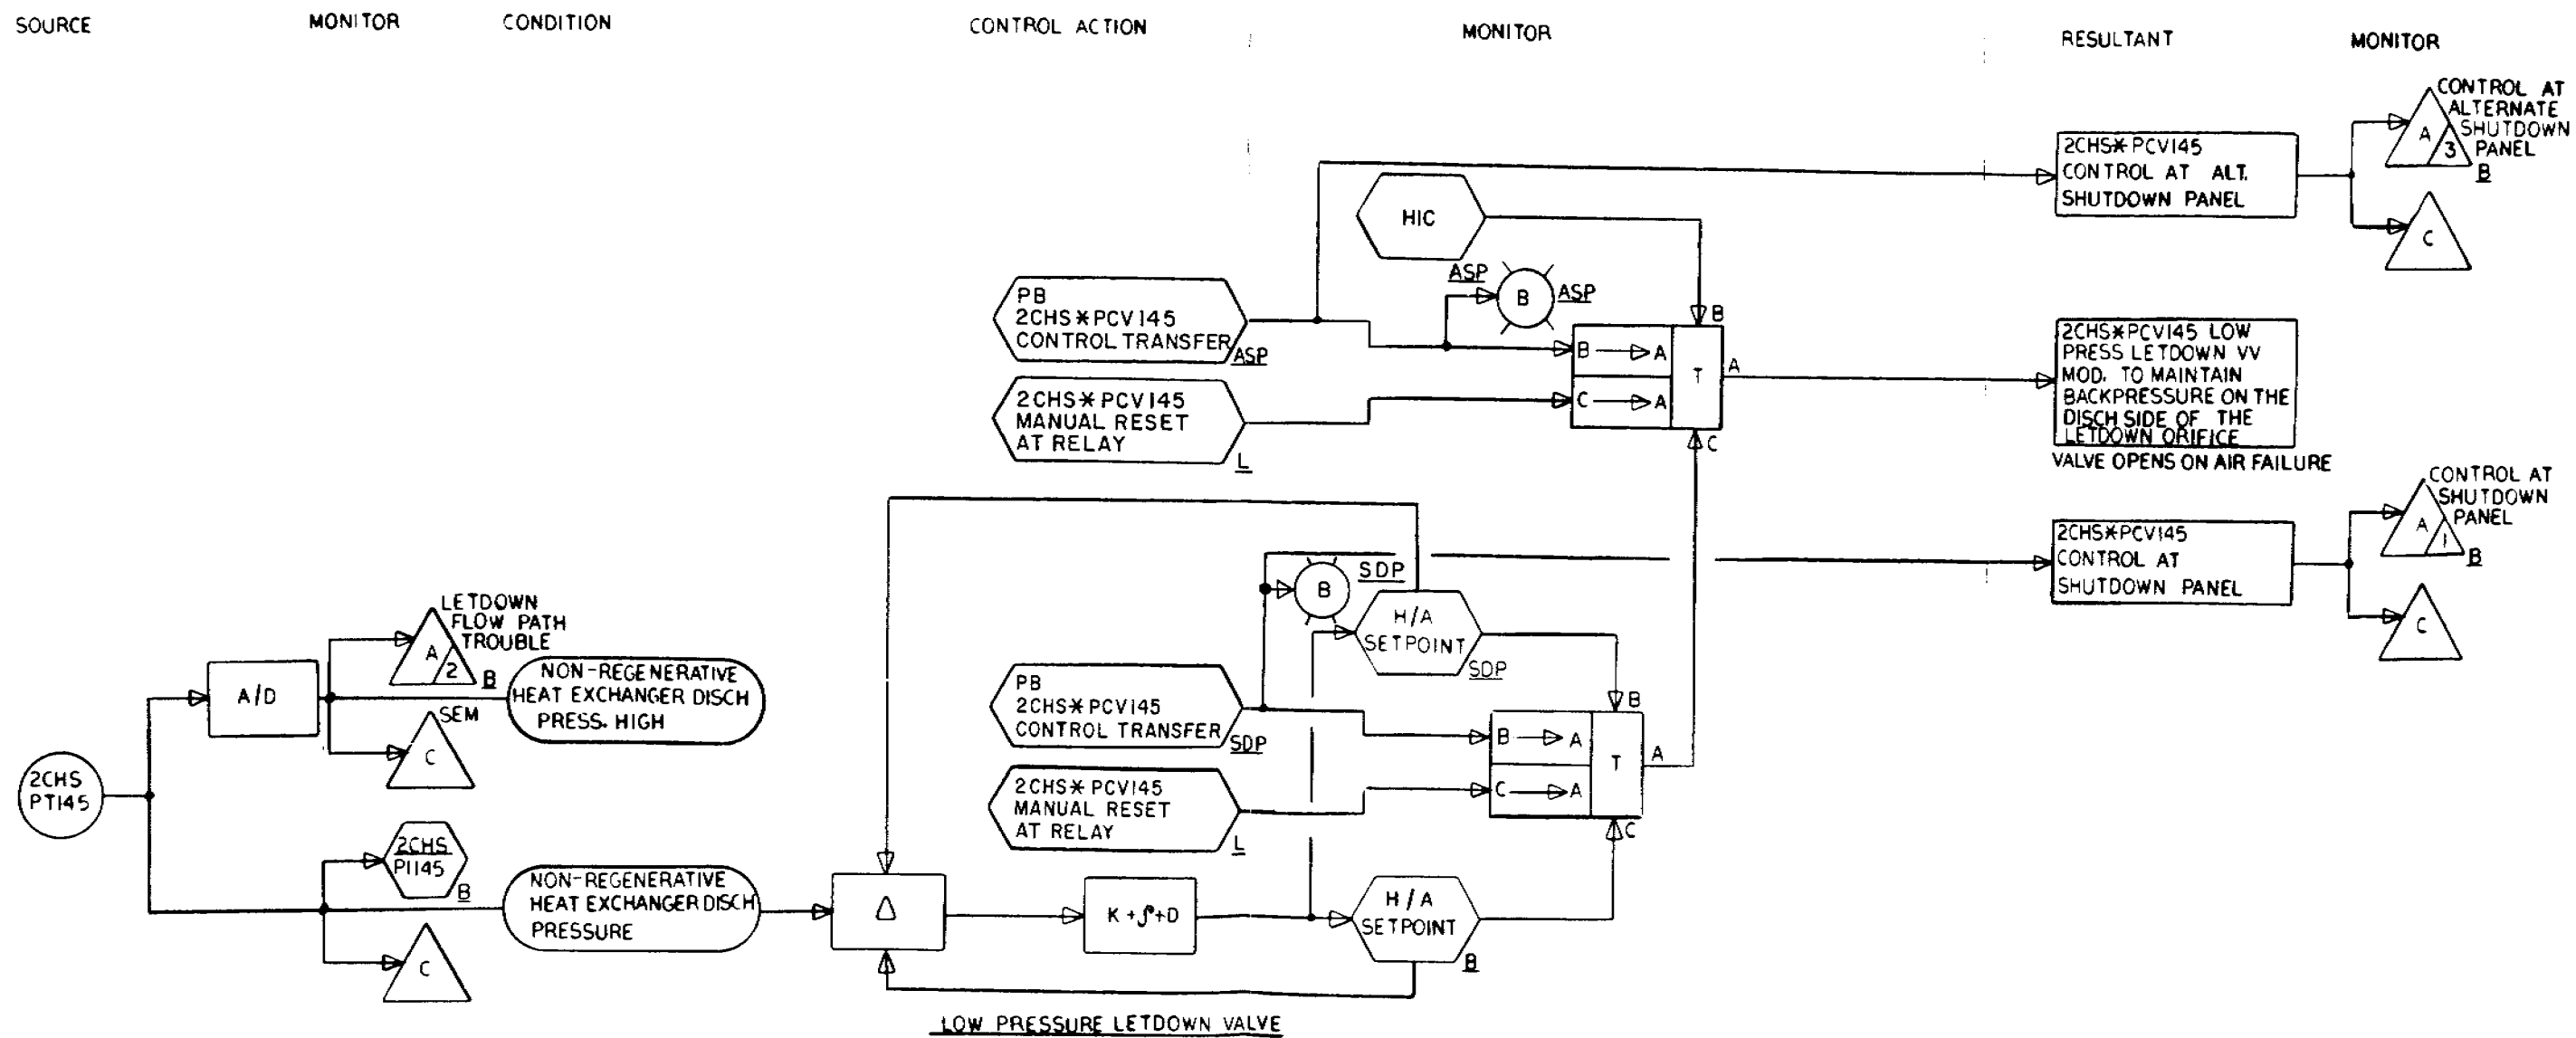 SOURCE
MONITOR
CONDITION
CONTROL ACTION
MONITOR
RESULTANT
MONITOR
CONTROL AT
ALTERNATE
SHUTDOWN
PANEL
A
3
B
2CHS*PCV145
CONTROL AT ALT.
SHUTDOWN PANEL
C
HIC
ASP
B
ASP
PB
2CHS*PCV145
CONTROL TRANSFER
ASP
B
B → A
T
A
C → A
C
2CHS*PCV145
MANUAL RESET
AT RELAY
L
2CHS*PCV145 LOW
PRESS LETDOWN VV
MOD. TO MAINTAIN
BACKPRESSURE ON THE
DISCH SIDE OF THE
LETDOWN ORIFICE
VALVE OPENS ON AIR FAILURE
CONTROL AT
SHUTDOWN
PANEL
A
1
B
2CHS*PCV145
CONTROL AT
SHUTDOWN PANEL
C
B
SDP
H/A
SETPOINT
SDP
LETDOWN
FLOW PATH
TROUBLE
A
2
B
A/D
NON-REGENERATIVE
HEAT EXCHANGER DISCH
PRESS. HIGH
SEM
C
PB
2CHS*PCV145
CONTROL TRANSFER
SDP
B
B → A
T
A
C → A
C
2CHS*PCV145
MANUAL RESET
AT RELAY
L
2CHS
PT145
2CHS
PI145
B
NON-REGENERATIVE
HEAT EXCHANGER DISCH
PRESSURE
C
Δ
K+∫+D
H/A
SETPOINT
B
LOW PRESSURE LETDOWN VALVE